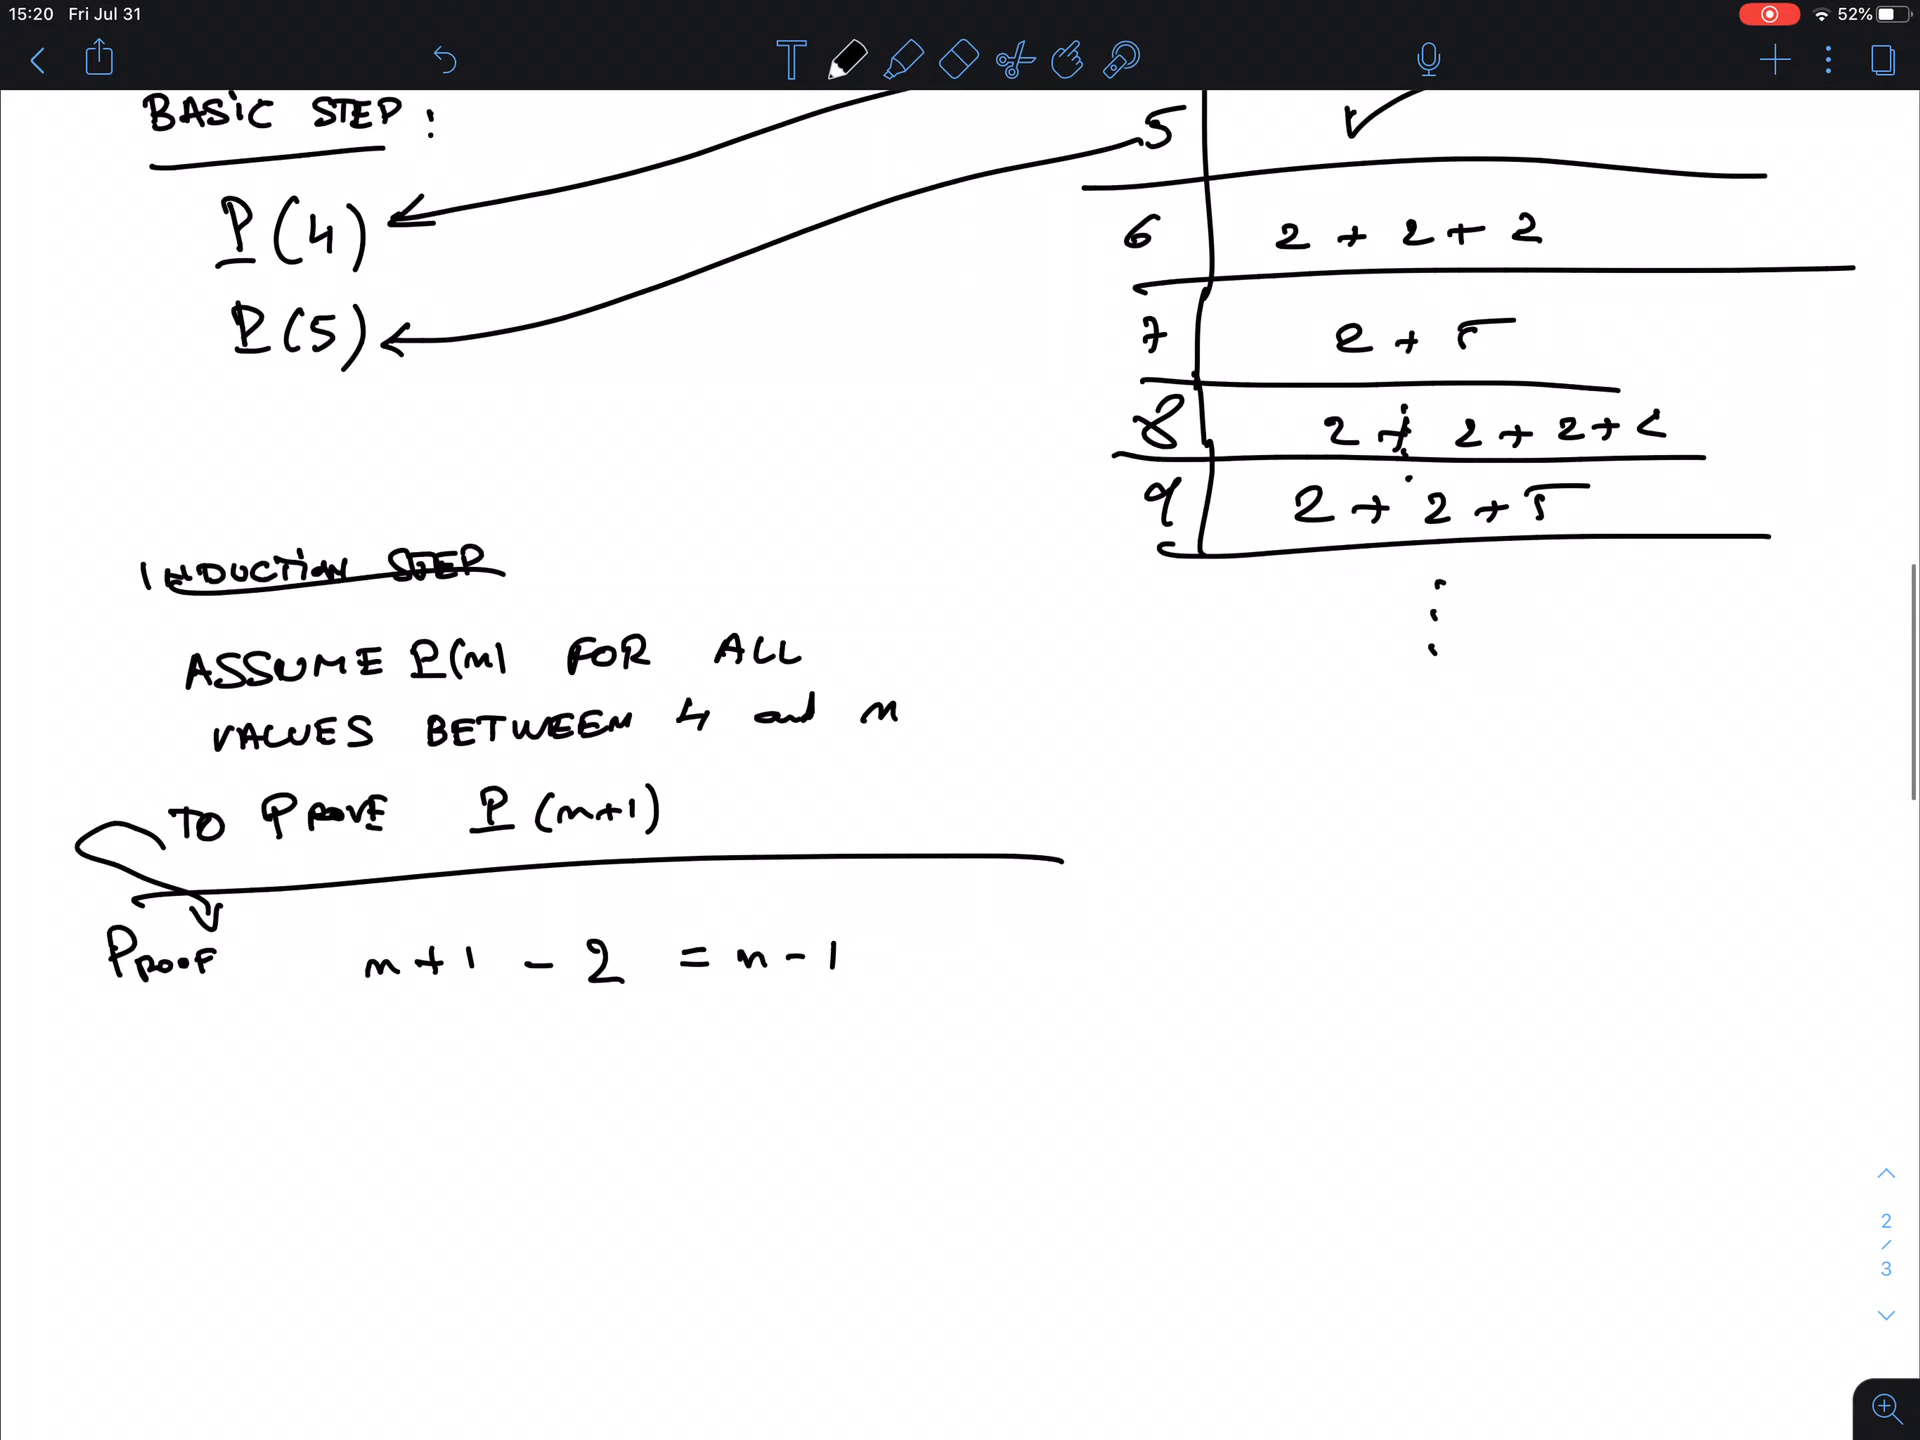 15:20 Fri Jul 31
52%
BASIC STEP :
P(4)
P(5)
5
6 2 + 2 + 2
7 2 + 5
8 2 + 2 + 2 + 2
9 2 + 2 + 5
INDUCTION STEP
ASSUME P(n) FOR ALL
VALUES BETWEEN 4 and n
TO PROVE P(n+1)
PROOF n+1 - 2 = n-1
2
/
3